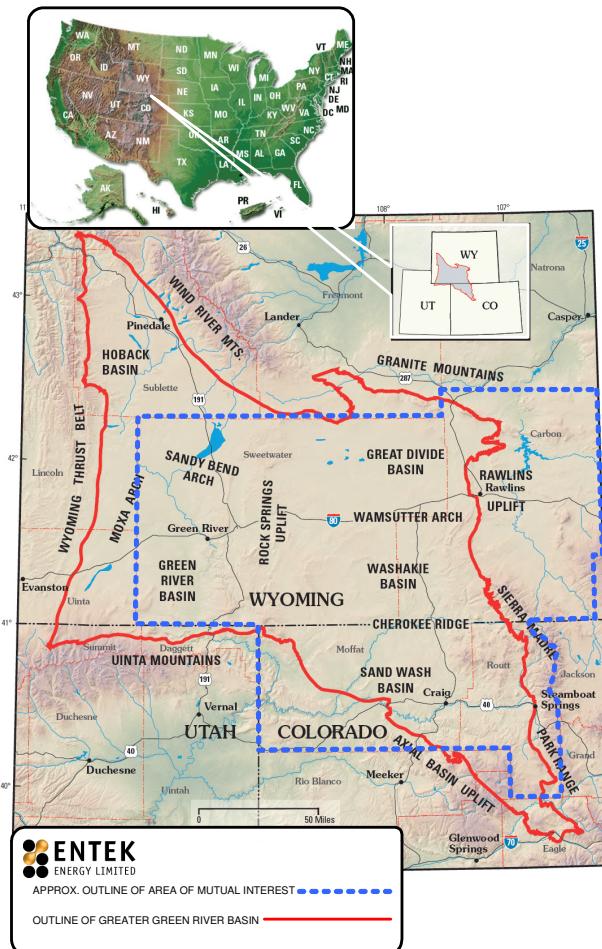 WA
OR
CA
NV
ID
MT
WY
UT
AZ
CO
NM
ND
SD
NE
KS
OK
TX
MN
IA
MO
AR
LA
WI
IL
MS
MI
IN
KY
TN
AL
OH
WV
GA
FL
SC
NC
VA
PA
NY
VT
ME
NH
MA
RI
CT
NJ
DE
MD
DC
AK
HI
PR
VI
11
108°
107°
26
25
WY
UT
CO
Natrona
43°
WIND RIVER MTS.
Fremont
Lander
Casper
Pinedale
HOBACK
BASIN
GRANITE MOUNTAINS
287
Sublette
191
WYOMING THRUST BELT
Carbon
42°
SANDY BEND
ARCH
Sweetwater
GREAT DIVIDE
BASIN
Lincoln
MOXA ARCH
RAWLINS
Rawlins
UPLIFT
ROCK SPRINGS
UPLIFT
80
WAMSUTTER ARCH
Green River
GREEN
RIVER
BASIN
WASHAKIE
BASIN
Evanston
Uinta
WYOMING
SIERRA MADRE
41°
CHEROKEE RIDGE
Summit
Daggett
Moffat
UINTA MOUNTAINS
Routt
Jackson
191
SAND WASH
BASIN
Craig
40
Steamboat
Springs
Vernal
Duchesne
UTAH
COLORADO
PARK RANGE
Grand
40
AXIAL BASIN UPLIFT
Duchesne
Meeker
Rio Blanco
40°
Uintah
0
50 Miles
Glenwood
Springs
70
Eagle
ENTEK
ENERGY LIMITED
APPROX. OUTLINE OF AREA OF MUTUAL INTEREST
OUTLINE OF GREATER GREEN RIVER BASIN